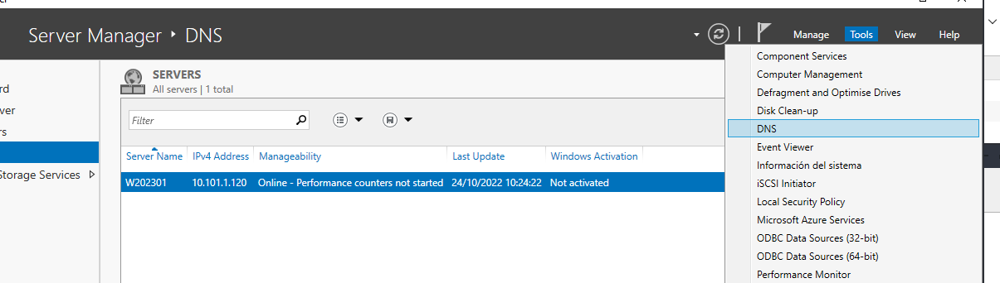 Server Manager ‣ DNS
Manage Tools View Help
SERVERS
All servers | 1 total
Filter
Server Name IPv4 Address Manageability Last Update Windows Activation
W202301 10.101.1.120 Online - Performance counters not started 24/10/2022 10:24:22 Not activated
rd
ver
rs
Storage Services
Component Services
Computer Management
Defragment and Optimise Drives
Disk Clean-up
DNS
Event Viewer
Información del sistema
iSCSI Initiator
Local Security Policy
Microsoft Azure Services
ODBC Data Sources (32-bit)
ODBC Data Sources (64-bit)
Performance Monitor